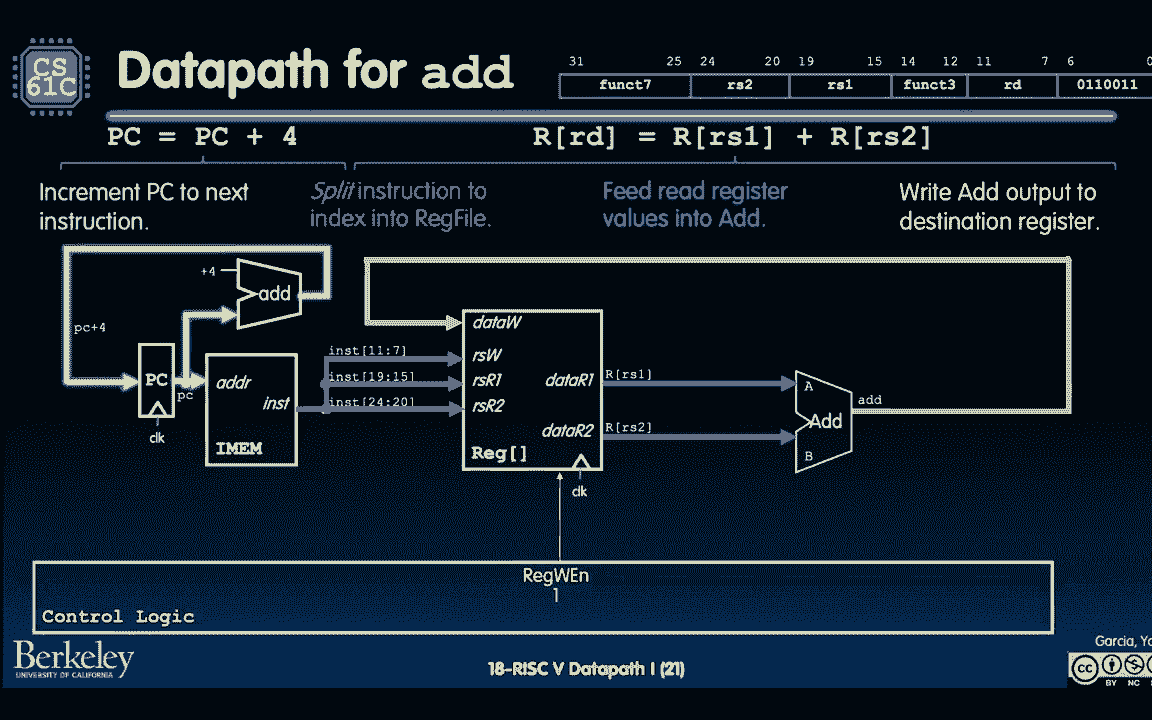 CS
61C
Datapath for add
31 25 24 20 19 15 14 12 11 7 6 0
funct7 rs2 rs1 funct3 rd 0110011
PC = PC + 4
R[rd] = R[rs1] + R[rs2]
Increment PC to next
instruction.
Split instruction to
index into RegFile.
Feed read register
values into Add.
Write Add output to
destination register.
+4
add
pc+4
PC
pc
clk
addr
inst
IMEM
inst[11:7]
inst[19:15]
inst[24:20]
dataW
rsW
rsR1
rsR2
dataR1
dataR2
Reg[]
clk
R[rs1]
R[rs2]
A
Add
B
add
RegWEn
1
Control Logic
Berkeley
UNIVERSITY OF CALIFORNIA
18-RISC V Datapath I (21)
Garcia,
cc
BY NC